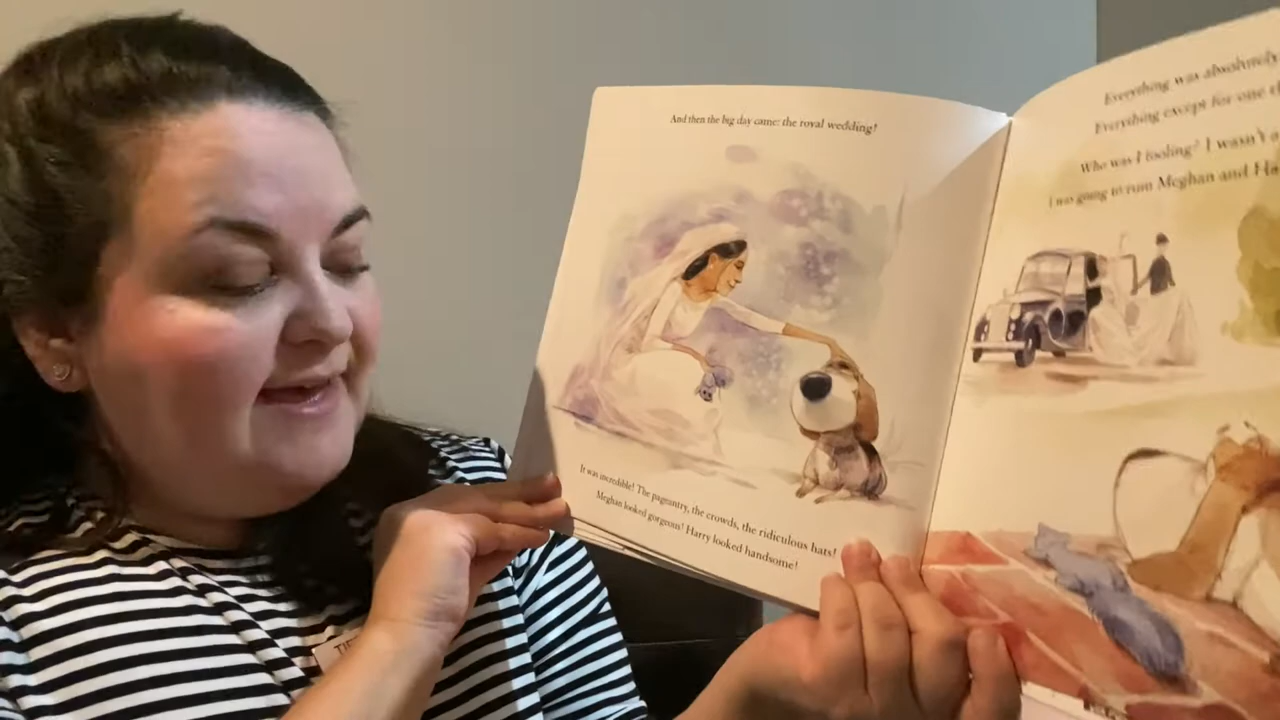 And then the big day came: the royal wedding!
It was incredible! The pageantry, the crowds, the ridiculous hats!
Meghan looked gorgeous! Harry looked handsome!
Everything was absolutely
Everything except for one
Who was I fooling? I wasn't
I was going to ruin Meghan and